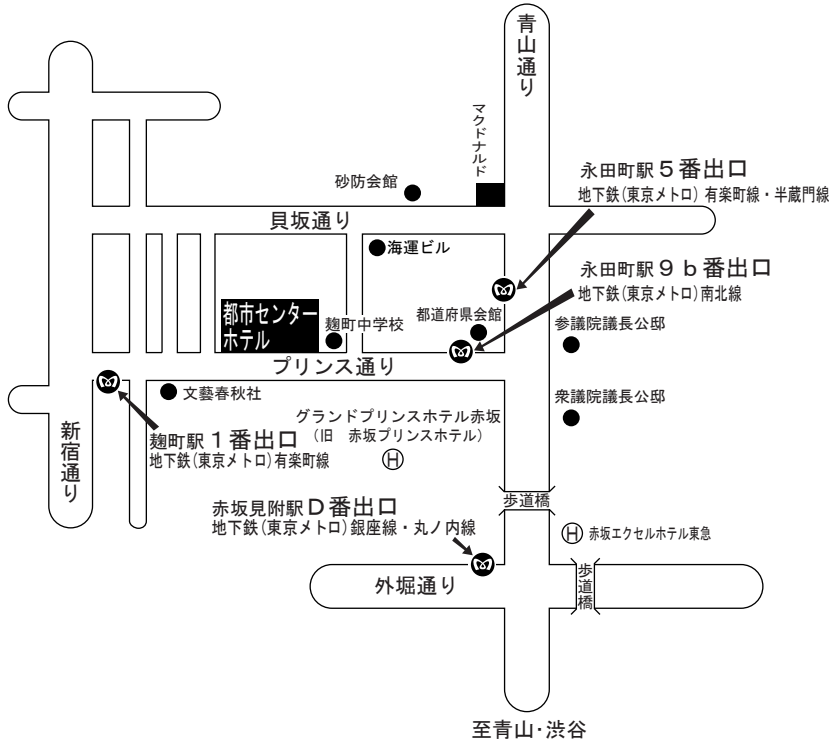 青山通り
マクドナルド
砂防会館
永田町駅5番出口
地下鉄(東京メトロ) 有楽町線・半蔵門線
貝坂通り
海運ビル
永田町駅9b番出口
地下鉄(東京メトロ)南北線
都市センター
ホテル
麹町中学校
都道府県会館
参議院議長公邸
プリンス通り
文藝春秋社
衆議院議長公邸
グランドプリンスホテル赤坂
(旧 赤坂プリンスホテル)
H
新宿通り
麹町駅1番出口
地下鉄(東京メトロ)有楽町線
赤坂見附駅D番出口
地下鉄(東京メトロ)銀座線・丸ノ内線
歩道橋
H 赤坂エクセルホテル東急
外堀通り
歩道橋
至青山・渋谷